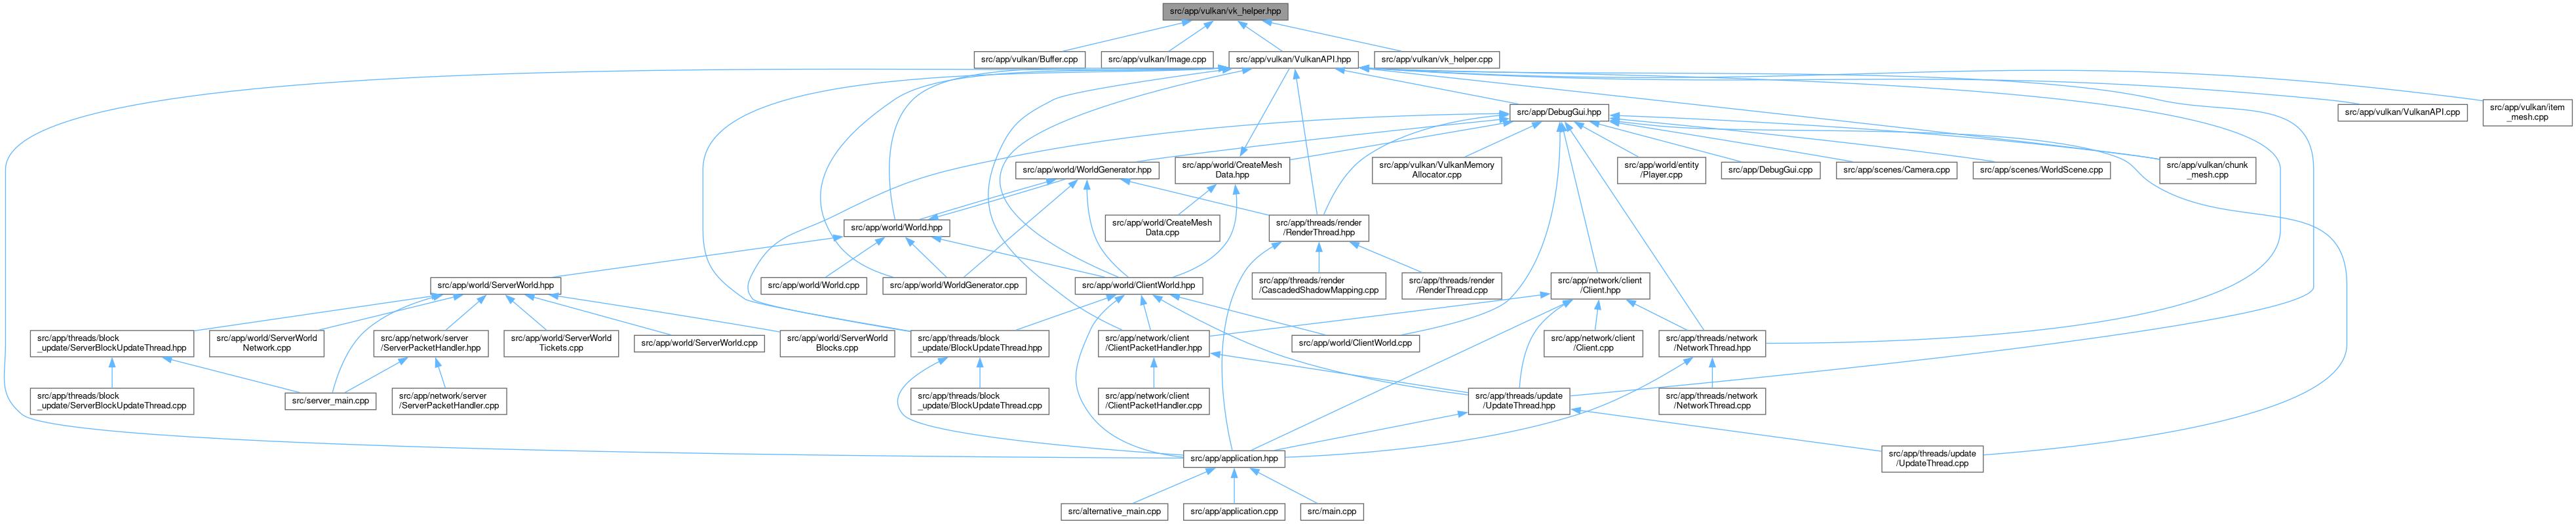 src/app/vulkan/vk_helper.hpp
src/app/vulkan/Buffer.cpp
src/app/vulkan/Image.cpp
src/app/vulkan/VulkanAPI.hpp
src/app/vulkan/vk_helper.cpp
src/app/DebugGui.hpp
src/app/vulkan/VulkanAPI.cpp
src/app/vulkan/item
_mesh.cpp
src/app/world/WorldGenerator.hpp
src/app/world/CreateMesh
Data.hpp
src/app/vulkan/VulkanMemory
Allocator.cpp
src/app/world/entity
/Player.cpp
src/app/DebugGui.cpp
src/app/scenes/Camera.cpp
src/app/scenes/WorldScene.cpp
src/app/vulkan/chunk
_mesh.cpp
src/app/world/World.hpp
src/app/world/CreateMesh
Data.cpp
src/app/threads/render
/RenderThread.hpp
src/app/world/ServerWorld.hpp
src/app/world/World.cpp
src/app/world/WorldGenerator.cpp
src/app/world/ClientWorld.hpp
src/app/threads/render
/CascadedShadowMapping.cpp
src/app/threads/render
/RenderThread.cpp
src/app/network/client
/Client.hpp
src/app/threads/block
_update/ServerBlockUpdateThread.hpp
src/app/world/ServerWorld
Network.cpp
src/app/network/server
/ServerPacketHandler.hpp
src/app/world/ServerWorld
Tickets.cpp
src/app/world/ServerWorld.cpp
src/app/world/ServerWorld
Blocks.cpp
src/app/threads/block
_update/BlockUpdateThread.hpp
src/app/network/client
/ClientPacketHandler.hpp
src/app/world/ClientWorld.cpp
src/app/network/client
/Client.cpp
src/app/threads/network
/NetworkThread.hpp
src/app/threads/block
_update/ServerBlockUpdateThread.cpp
src/server_main.cpp
src/app/network/server
/ServerPacketHandler.cpp
src/app/threads/block
_update/BlockUpdateThread.cpp
src/app/network/client
/ClientPacketHandler.cpp
src/app/threads/update
/UpdateThread.hpp
src/app/threads/network
/NetworkThread.cpp
src/app/application.hpp
src/app/threads/update
/UpdateThread.cpp
src/alternative_main.cpp
src/app/application.cpp
src/main.cpp